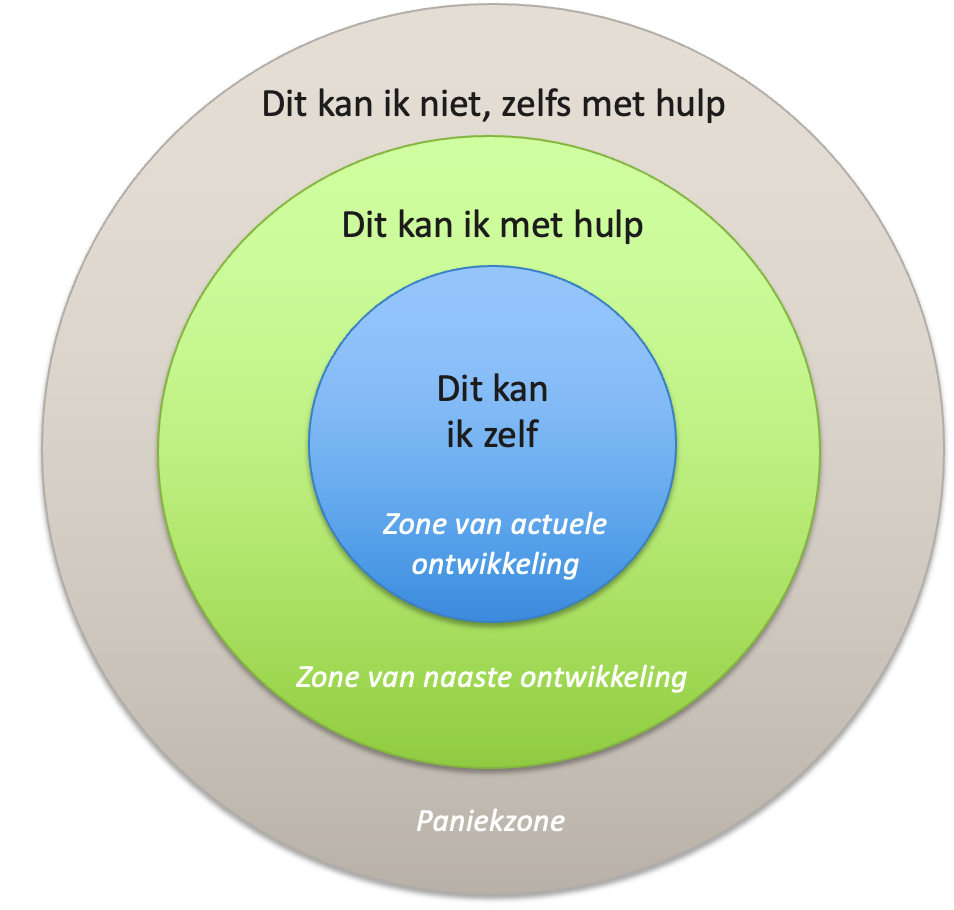 Dit kan ik niet, zelfs met hulp
Dit kan ik met hulp
Dit kan
ik zelf
Zone van actuele
ontwikkeling
Zone van naaste ontwikkeling
Paniekzone